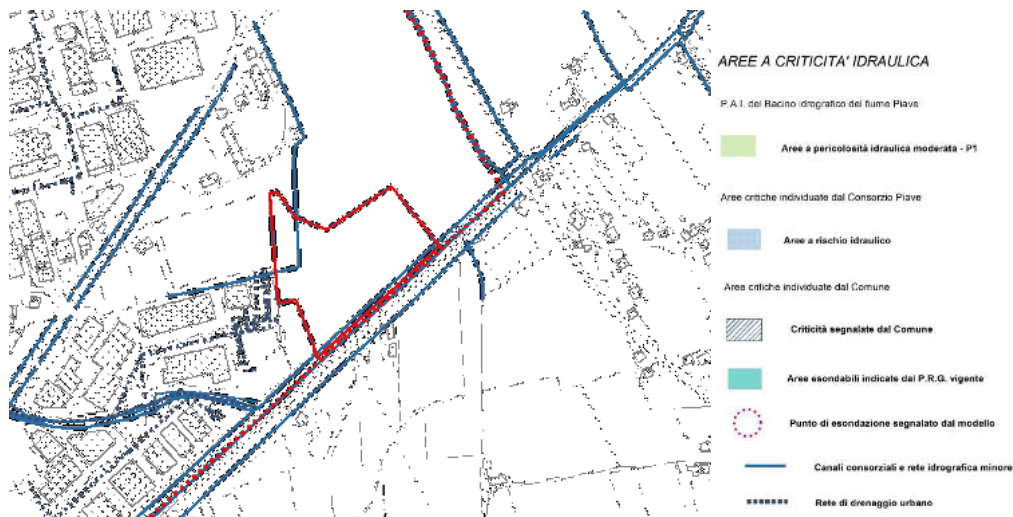 AREE A CRITICITA' IDRAULICA
P.A.I. del Bacino idrografico del fiume Piave
Aree a pericolosità idraulica moderata - P1
Aree critiche individuate dal Consorzio Piave
Aree a rischio idraulico
Aree critiche individuate dal Comune
Criticità segnalate dal Comune
Aree esondabili indicate dal P.R.G. vigente
Punto di esondazione segnalato dal modello
Canali consorziali e rete idrografica minore
Rete di drenaggio urbano